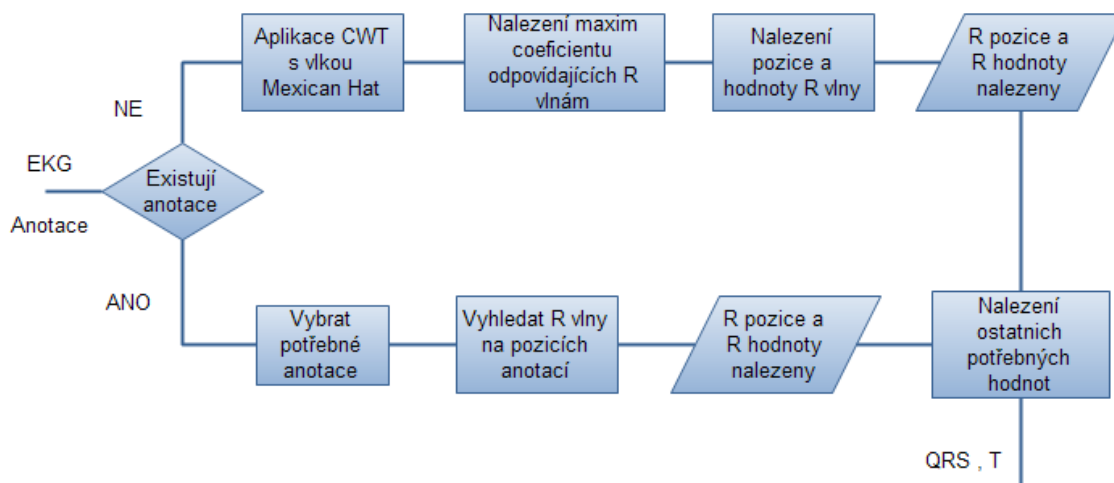 Aplikace CWT
s vlkou
Mexican Hat
Nalezení maxim
coeficientu
odpovídajících R
vlnám
Nalezení
pozice a
hodnoty R vlny
R pozice a
R hodnoty
nalezeny
NE
EKG
Anotace
Existují
anotace
ANO
Vybrat
potřebné
anotace
Vyhledat R vlny
na pozicích
anotací
R pozice a
R hodnoty
nalezeny
Nalezení
ostatnich
potřebných
hodnot
QRS , T